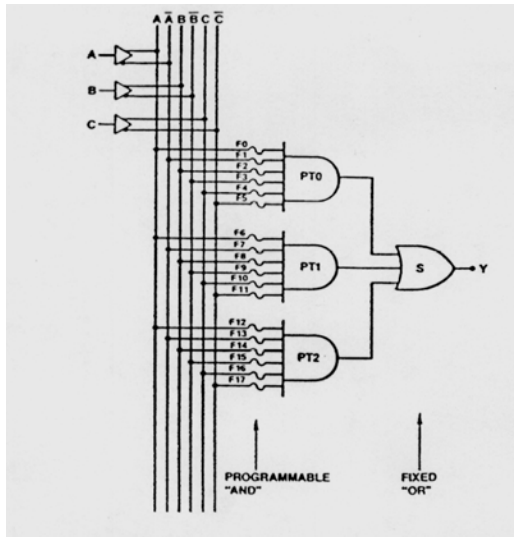 A A̅ B B̅ C C̅
A
B
C
F0
F1
F2
F3
F4
F5
PT0
F6
F7
F8
F9
F10
F11
PT1
S
Y
F12
F13
F14
F15
F16
F17
PT2
PROGRAMMABLE
"AND"
FIXED
"OR"